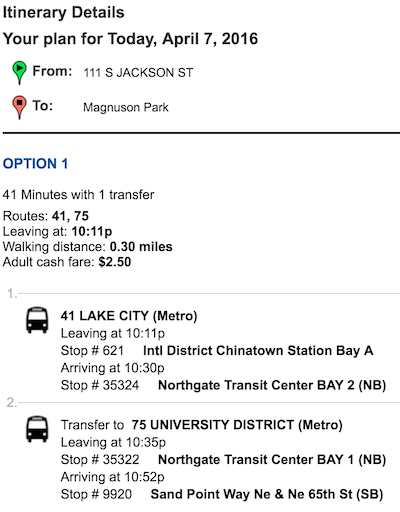 Itinerary Details
Your plan for Today, April 7, 2016
From: 111 S JACKSON ST
To: Magnuson Park
OPTION 1
41 Minutes with 1 transfer
Routes: 41, 75
Leaving at: 10:11p
Walking distance: 0.30 miles
Adult cash fare: $2.50
1.
41 LAKE CITY (Metro)
Leaving at 10:11p
Stop # 621 Intl District Chinatown Station Bay A
Arriving at 10:30p
Stop # 35324 Northgate Transit Center BAY 2 (NB)
2.
Transfer to 75 UNIVERSITY DISTRICT (Metro)
Leaving at 10:35p
Stop # 35322 Northgate Transit Center BAY 1 (NB)
Arriving at 10:52p
Stop # 9920 Sand Point Way Ne & Ne 65th St (SB)